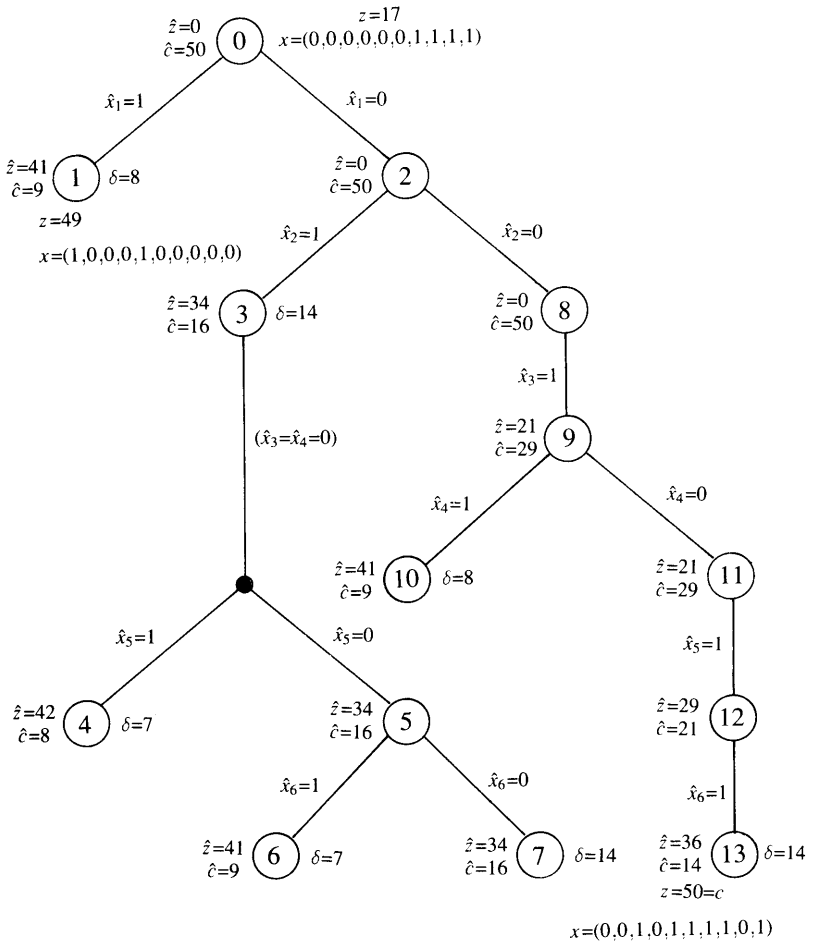 z=17
ẑ=0
ĉ=50
0
x=(0,0,0,0,0,0,1,1,1,1)
x̂₁=1
x̂₁=0
ẑ=41
ĉ=9
1
δ=8
ẑ=0
ĉ=50
2
z=49
x=(1,0,0,0,1,0,0,0,0,0)
x̂₂=1
x̂₂=0
ẑ=34
ĉ=16
3
δ=14
ẑ=0
ĉ=50
8
x̂₃=1
(x̂₃=x̂₄=0)
ẑ=21
ĉ=29
9
x̂₄=1
x̂₄=0
ẑ=41
ĉ=9
10
δ=8
ẑ=21
ĉ=29
11
x̂₅=1
x̂₅=0
x̂₅=1
ẑ=42
ĉ=8
4
δ=7
ẑ=34
ĉ=16
5
ẑ=29
ĉ=21
12
x̂₆=1
x̂₆=0
x̂₆=1
ẑ=41
ĉ=9
6
δ=7
ẑ=34
ĉ=16
7
δ=14
ẑ=36
ĉ=14
13
δ=14
z=50=c
x=(0,0,1,0,1,1,1,1,0,1)